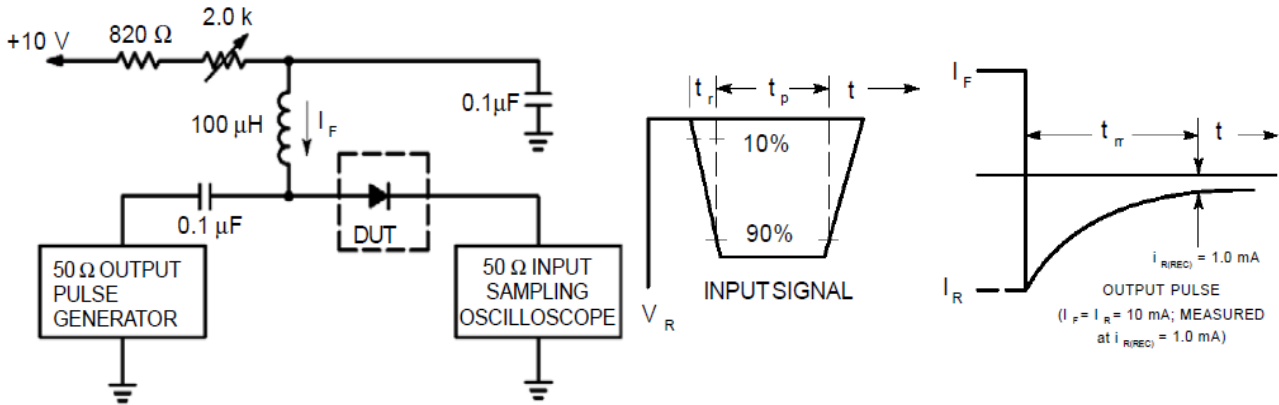 +10 V
820 Ω
2.0 k
100 μH
I F
0.1μF
0.1 μF
DUT
50 Ω OUTPUT
PULSE
GENERATOR
50 Ω INPUT
SAMPLING
OSCILLOSCOPE
t r
t p
t
10%
90%
V R
INPUT SIGNAL
I F
t rr
t
I R
i R(REC) = 1.0 mA
OUTPUT PULSE
(I F = I R = 10 mA; MEASURED
at i R(REC) = 1.0 mA)